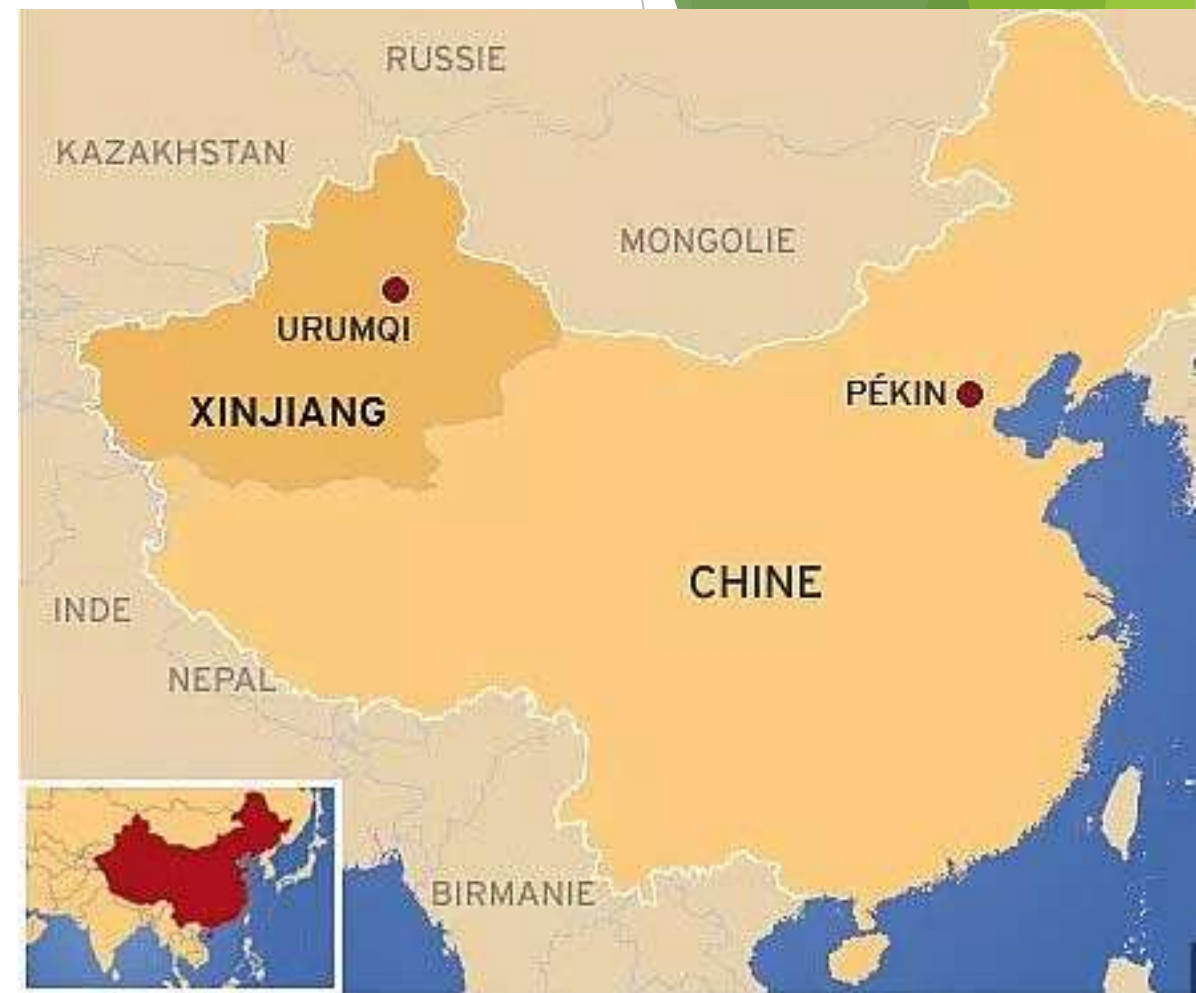 RUSSIE
KAZAKHSTAN
MONGOLIE
URUMQI
PÉKIN
XINJIANG
CHINE
INDE
NEPAL
BIRMANIE